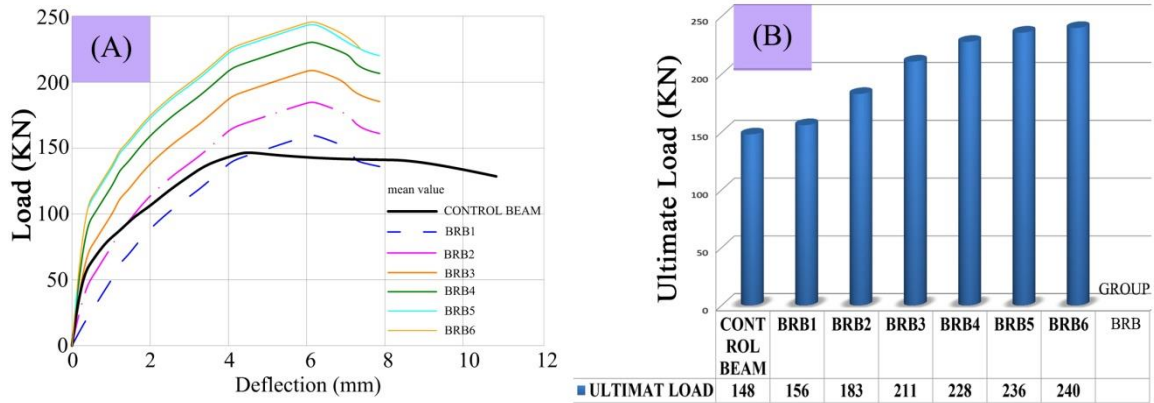 (A)
Load (KN)
250
200
150
100
50
0
0 2 4 6 8 10 12
Deflection (mm)
mean value
CONTROL BEAM
BRB1
BRB2
BRB3
BRB4
BRB5
BRB6
(B)
Ultimate Load (KN)
250
200
150
100
50
0
GROUP
CONT
ROL
BEAM
BRB1 BRB2 BRB3 BRB4 BRB5 BRB6 BRB
ULTIMAT LOAD 148 156 183 211 228 236 240